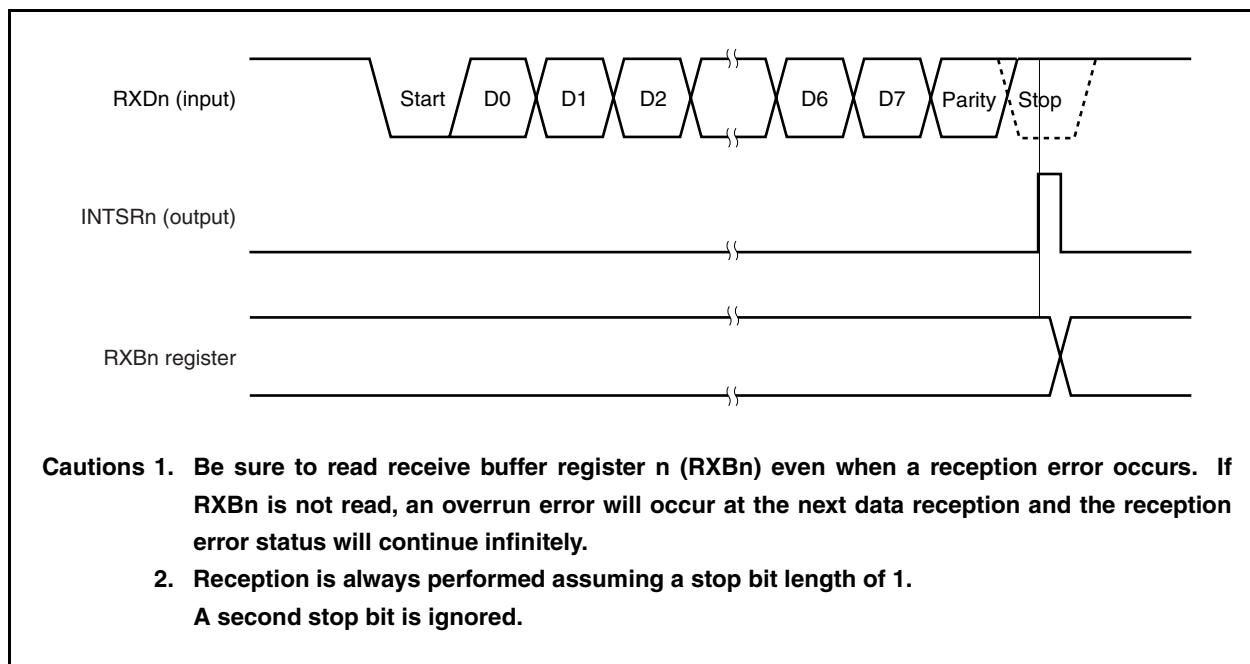 RXDn (input)
Start D0 D1 D2 D6 D7 Parity Stop
INTSRn (output)
RXBn register
Cautions 1. Be sure to read receive buffer register n (RXBn) even when a reception error occurs. If
RXBn is not read, an overrun error will occur at the next data reception and the reception
error status will continue infinitely.
2. Reception is always performed assuming a stop bit length of 1.
A second stop bit is ignored.